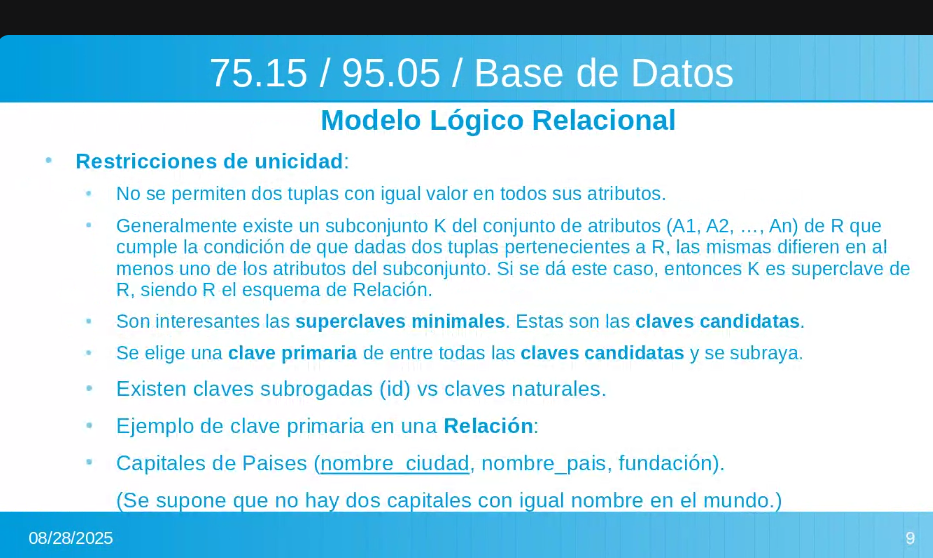 75.15 / 95.05 / Base de Datos
Modelo Lógico Relacional
• Restricciones de unicidad:
• No se permiten dos tuplas con igual valor en todos sus atributos.
• Generalmente existe un subconjunto K del conjunto de atributos (A1, A2, …, An) de R que
cumple la condición de que dadas dos tuplas pertenecientes a R, las mismas difieren en al
menos uno de los atributos del subconjunto. Si se dá este caso, entonces K es superclave de
R, siendo R el esquema de Relación.
• Son interesantes las superclaves minimales. Estas son las claves candidatas.
• Se elige una clave primaria de entre todas las claves candidatas y se subraya.
• Existen claves subrogadas (id) vs claves naturales.
• Ejemplo de clave primaria en una Relación:
• Capitales de Paises (nombre_ciudad, nombre_pais, fundación).
(Se supone que no hay dos capitales con igual nombre en el mundo.)
08/28/2025
9